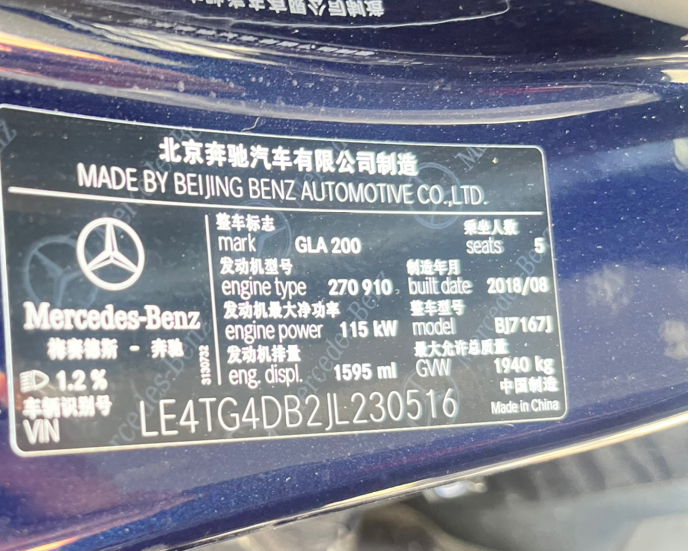 北京奔驰汽车有限公司制造
MADE BY BEIJING BENZ AUTOMOTIVE CO.,LTD.
整车标志 乘坐人数
mark GLA 200 seats 5
发动机型号 制造年月
engine type 270 910 built date 2018/08
发动机最大净功率 整车型号
engine power 115 kW model BJ7167J
发动机排量 最大允许总质量
eng. displ. 1595 ml GVW 1940 kg
中国制造
Made in China
Mercedes-Benz
梅赛德斯 - 奔驰
1.2 %
3130732
车辆识别号
VIN LE4TG4DB2JL230516